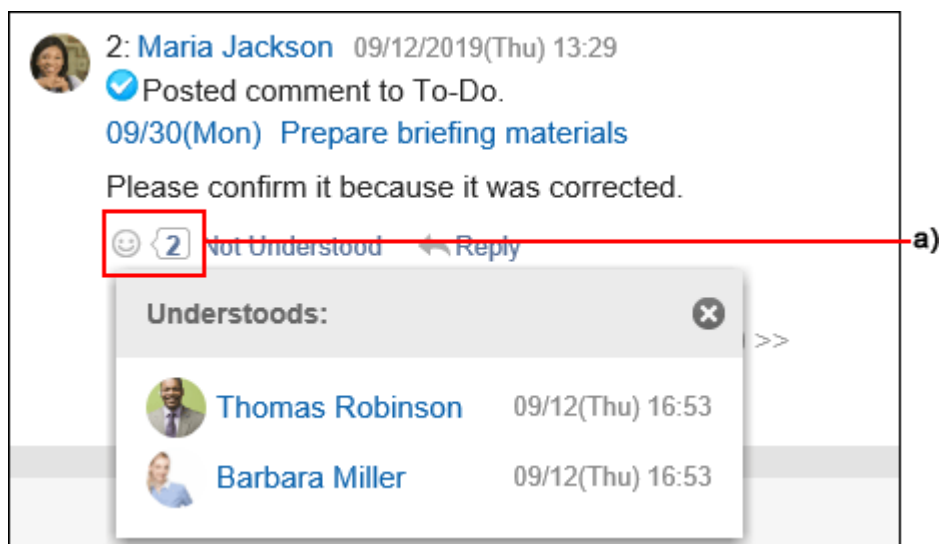 2: Maria Jackson 09/12/2019(Thu) 13:29
Posted comment to To-Do.
09/30(Mon) Prepare briefing materials
Please confirm it because it was corrected.
2 Not Understood Reply
a)
Understoods:
>>
Thomas Robinson 09/12(Thu) 16:53
Barbara Miller 09/12(Thu) 16:53